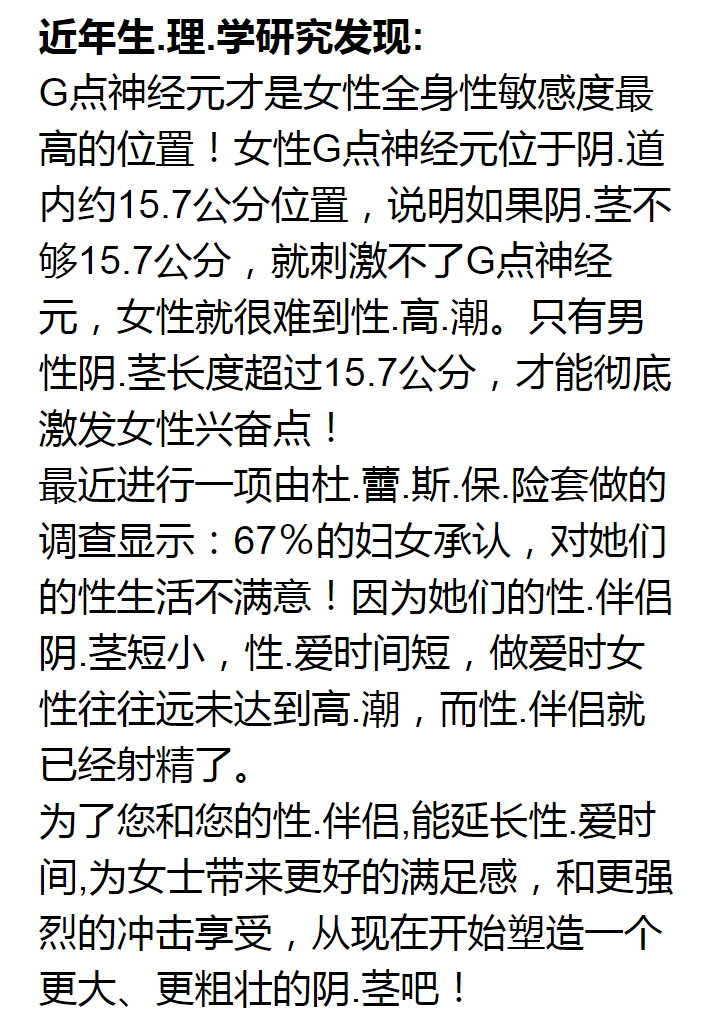 近年生.理.学研究发现:
G点神经元才是女性全身性敏感度最
高的位置！女性G点神经元位于阴.道
内约15.7公分位置，说明如果阴.茎不
够15.7公分，就刺激不了G点神经
元，女性就很难到性.高.潮。只有男
性阴.茎长度超过15.7公分，才能彻底
激发女性兴奋点！
最近进行一项由杜.蕾.斯.保.险套做的
调查显示：67％的妇女承认，对她们
的性生活不满意！因为她们的性.伴侣
阴.茎短小，性.爱时间短，做爱时女
性往往远未达到高.潮，而性.伴侣就
已经射精了。
为了您和您的性.伴侣,能延长性.爱时
间,为女士带来更好的满足感，和更强
烈的冲击享受，从现在开始塑造一个
更大、更粗壮的阴.茎吧！